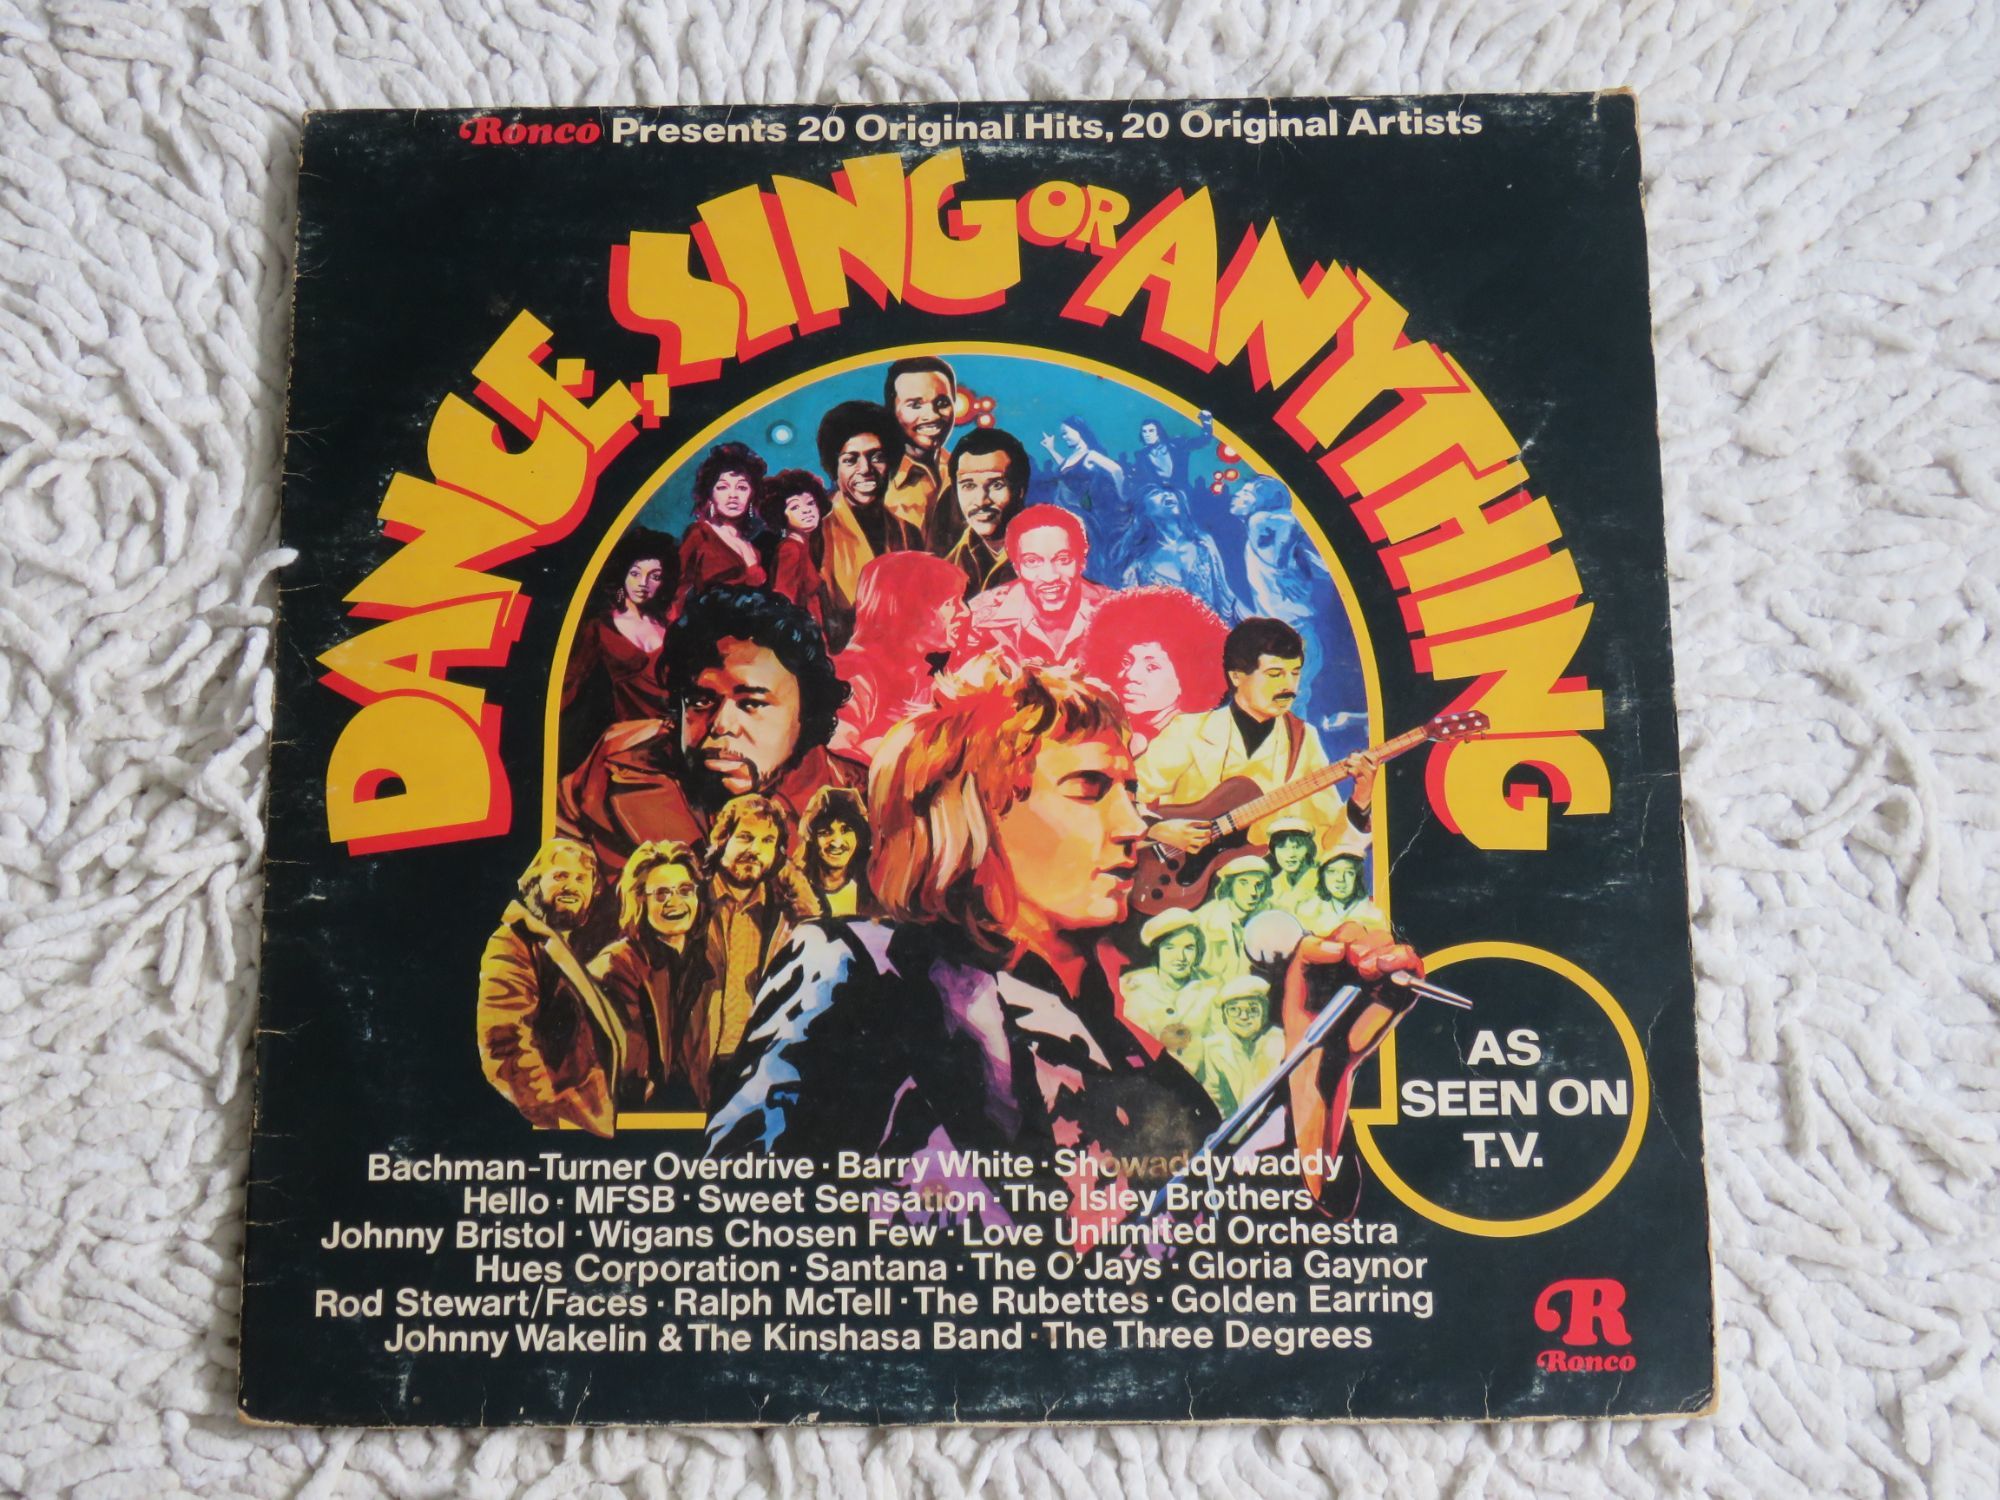 Ronco Presents 20 Original Hits, 20 Original Artists
DANCE, SING OR ANYTHING
AS
SEEN ON
T.V.
Bachman-Turner Overdrive · Barry White · Showaddywaddy
Hello · MFSB · Sweet Sensation · The Isley Brothers
Johnny Bristol · Wigans Chosen Few · Love Unlimited Orchestra
Hues Corporation · Santana · The O'Jays · Gloria Gaynor
Rod Stewart/Faces · Ralph McTell · The Rubettes · Golden Earring
Johnny Wakelin & The Kinshasa Band · The Three Degrees
R
Ronco